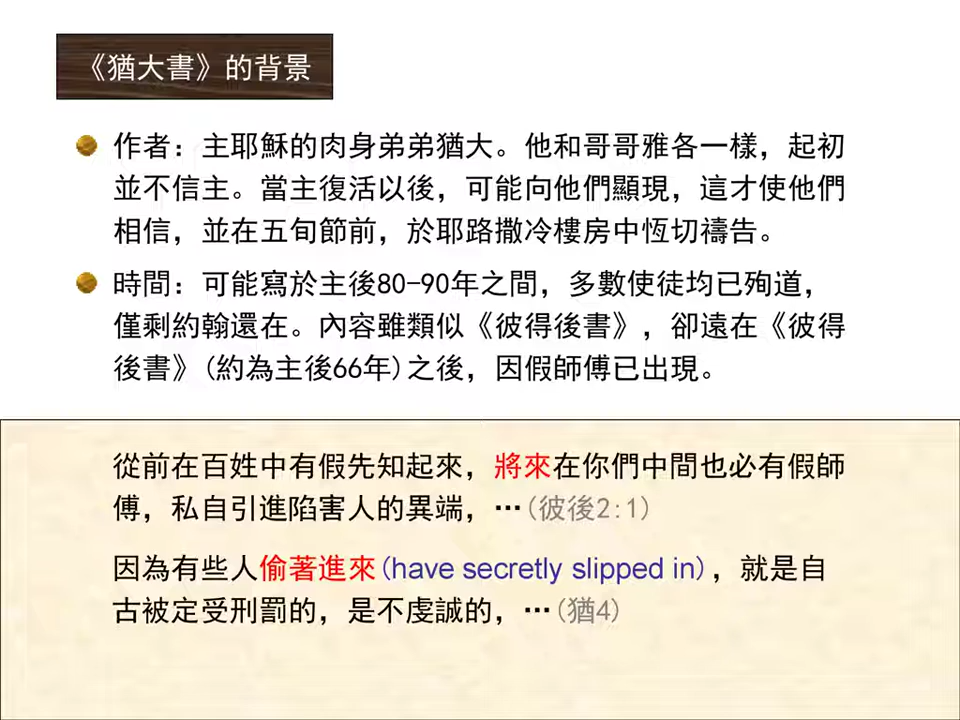 《猶大書》的背景
作者：主耶穌的肉身弟弟猶大。他和哥哥雅各一樣，起初
並不信主。當主復活以後，可能向他們顯現，這才使他們
相信，並在五旬節前，於耶路撒冷樓房中恆切禱告。
時間：可能寫於主後80-90年之間，多數使徒均已殉道，
僅剩約翰還在。內容雖類似《彼得後書》，卻遠在《彼得
後書》(約為主後66年)之後，因假師傅已出現。
從前在百姓中有假先知起來，將來在你們中間也必有假師
傅，私自引進陷害人的異端，…(彼後2:1)
因為有些人偷著進來(have secretly slipped in)，就是自
古被定受刑罰的，是不虔誠的，…(猶4)